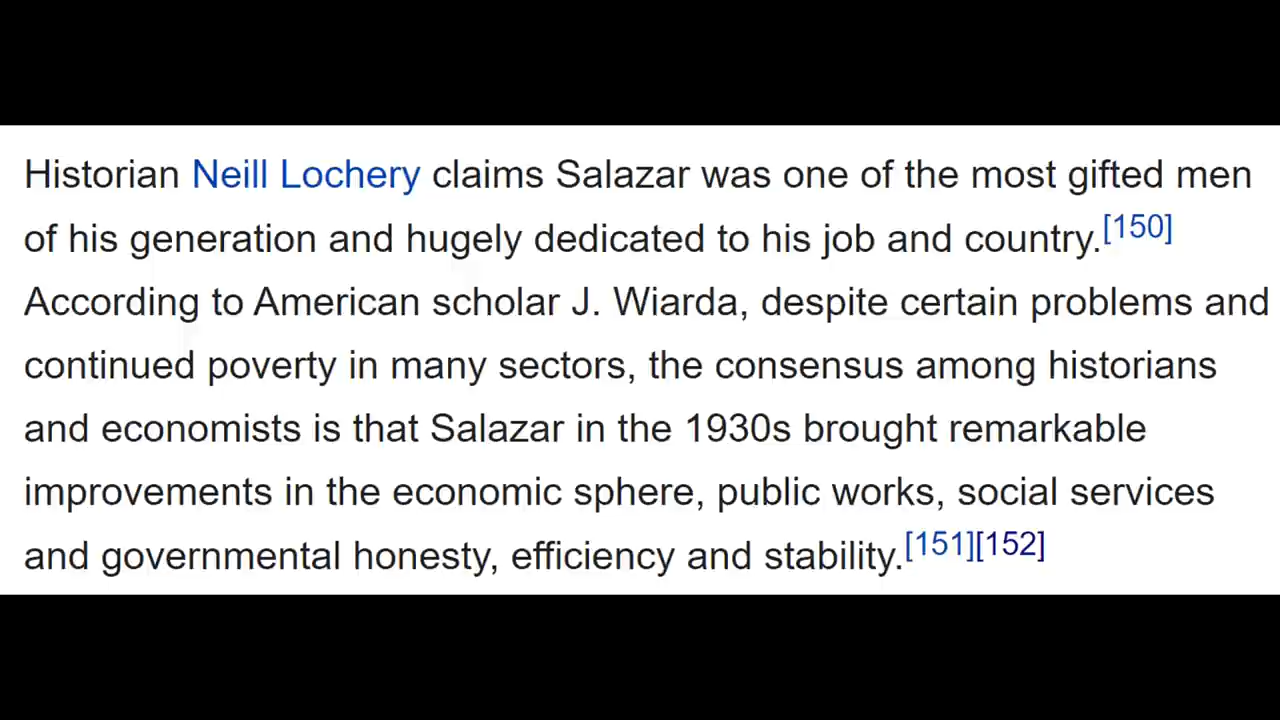 Historian Neill Lochery claims Salazar was one of the most gifted men
of his generation and hugely dedicated to his job and country.[150]
According to American scholar J. Wiarda, despite certain problems and
continued poverty in many sectors, the consensus among historians
and economists is that Salazar in the 1930s brought remarkable
improvements in the economic sphere, public works, social services
and governmental honesty, efficiency and stability.[151][152]